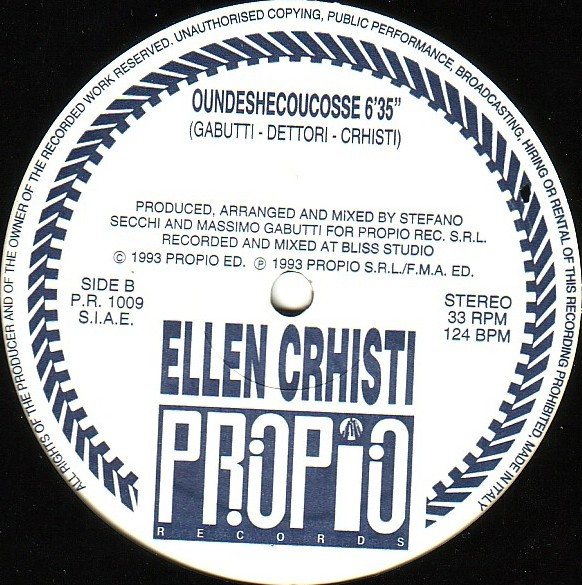 ALL RIGHTS OF THE PRODUCER AND OF THE OWNER OF THE RECORDED WORK RESERVED. UNAUTHORISED COPYING, PUBLIC PERFORMANCE, BROADCASTING, HIRING OR RENTAL OF THIS RECORDING PROHIBITED. MADE IN ITALY
OUNDESHECOUCOSSE 6'35"
(GABUTTI - DETTORI - CRHISTI)
PRODUCED, ARRANGED AND MIXED BY STEFANO
SECCHI AND MASSIMO GABUTTI FOR PROPIO REC. S.R.L.
RECORDED AND MIXED AT BLISS STUDIO
© 1993 PROPIO ED. ℗ 1993 PROPIO S.R.L./F.M.A. ED.
SIDE B
P.R. 1009
S.I.A.E.
STEREO
33 RPM
124 BPM
ELLEN CRHISTI
PROPIO
RECORDS